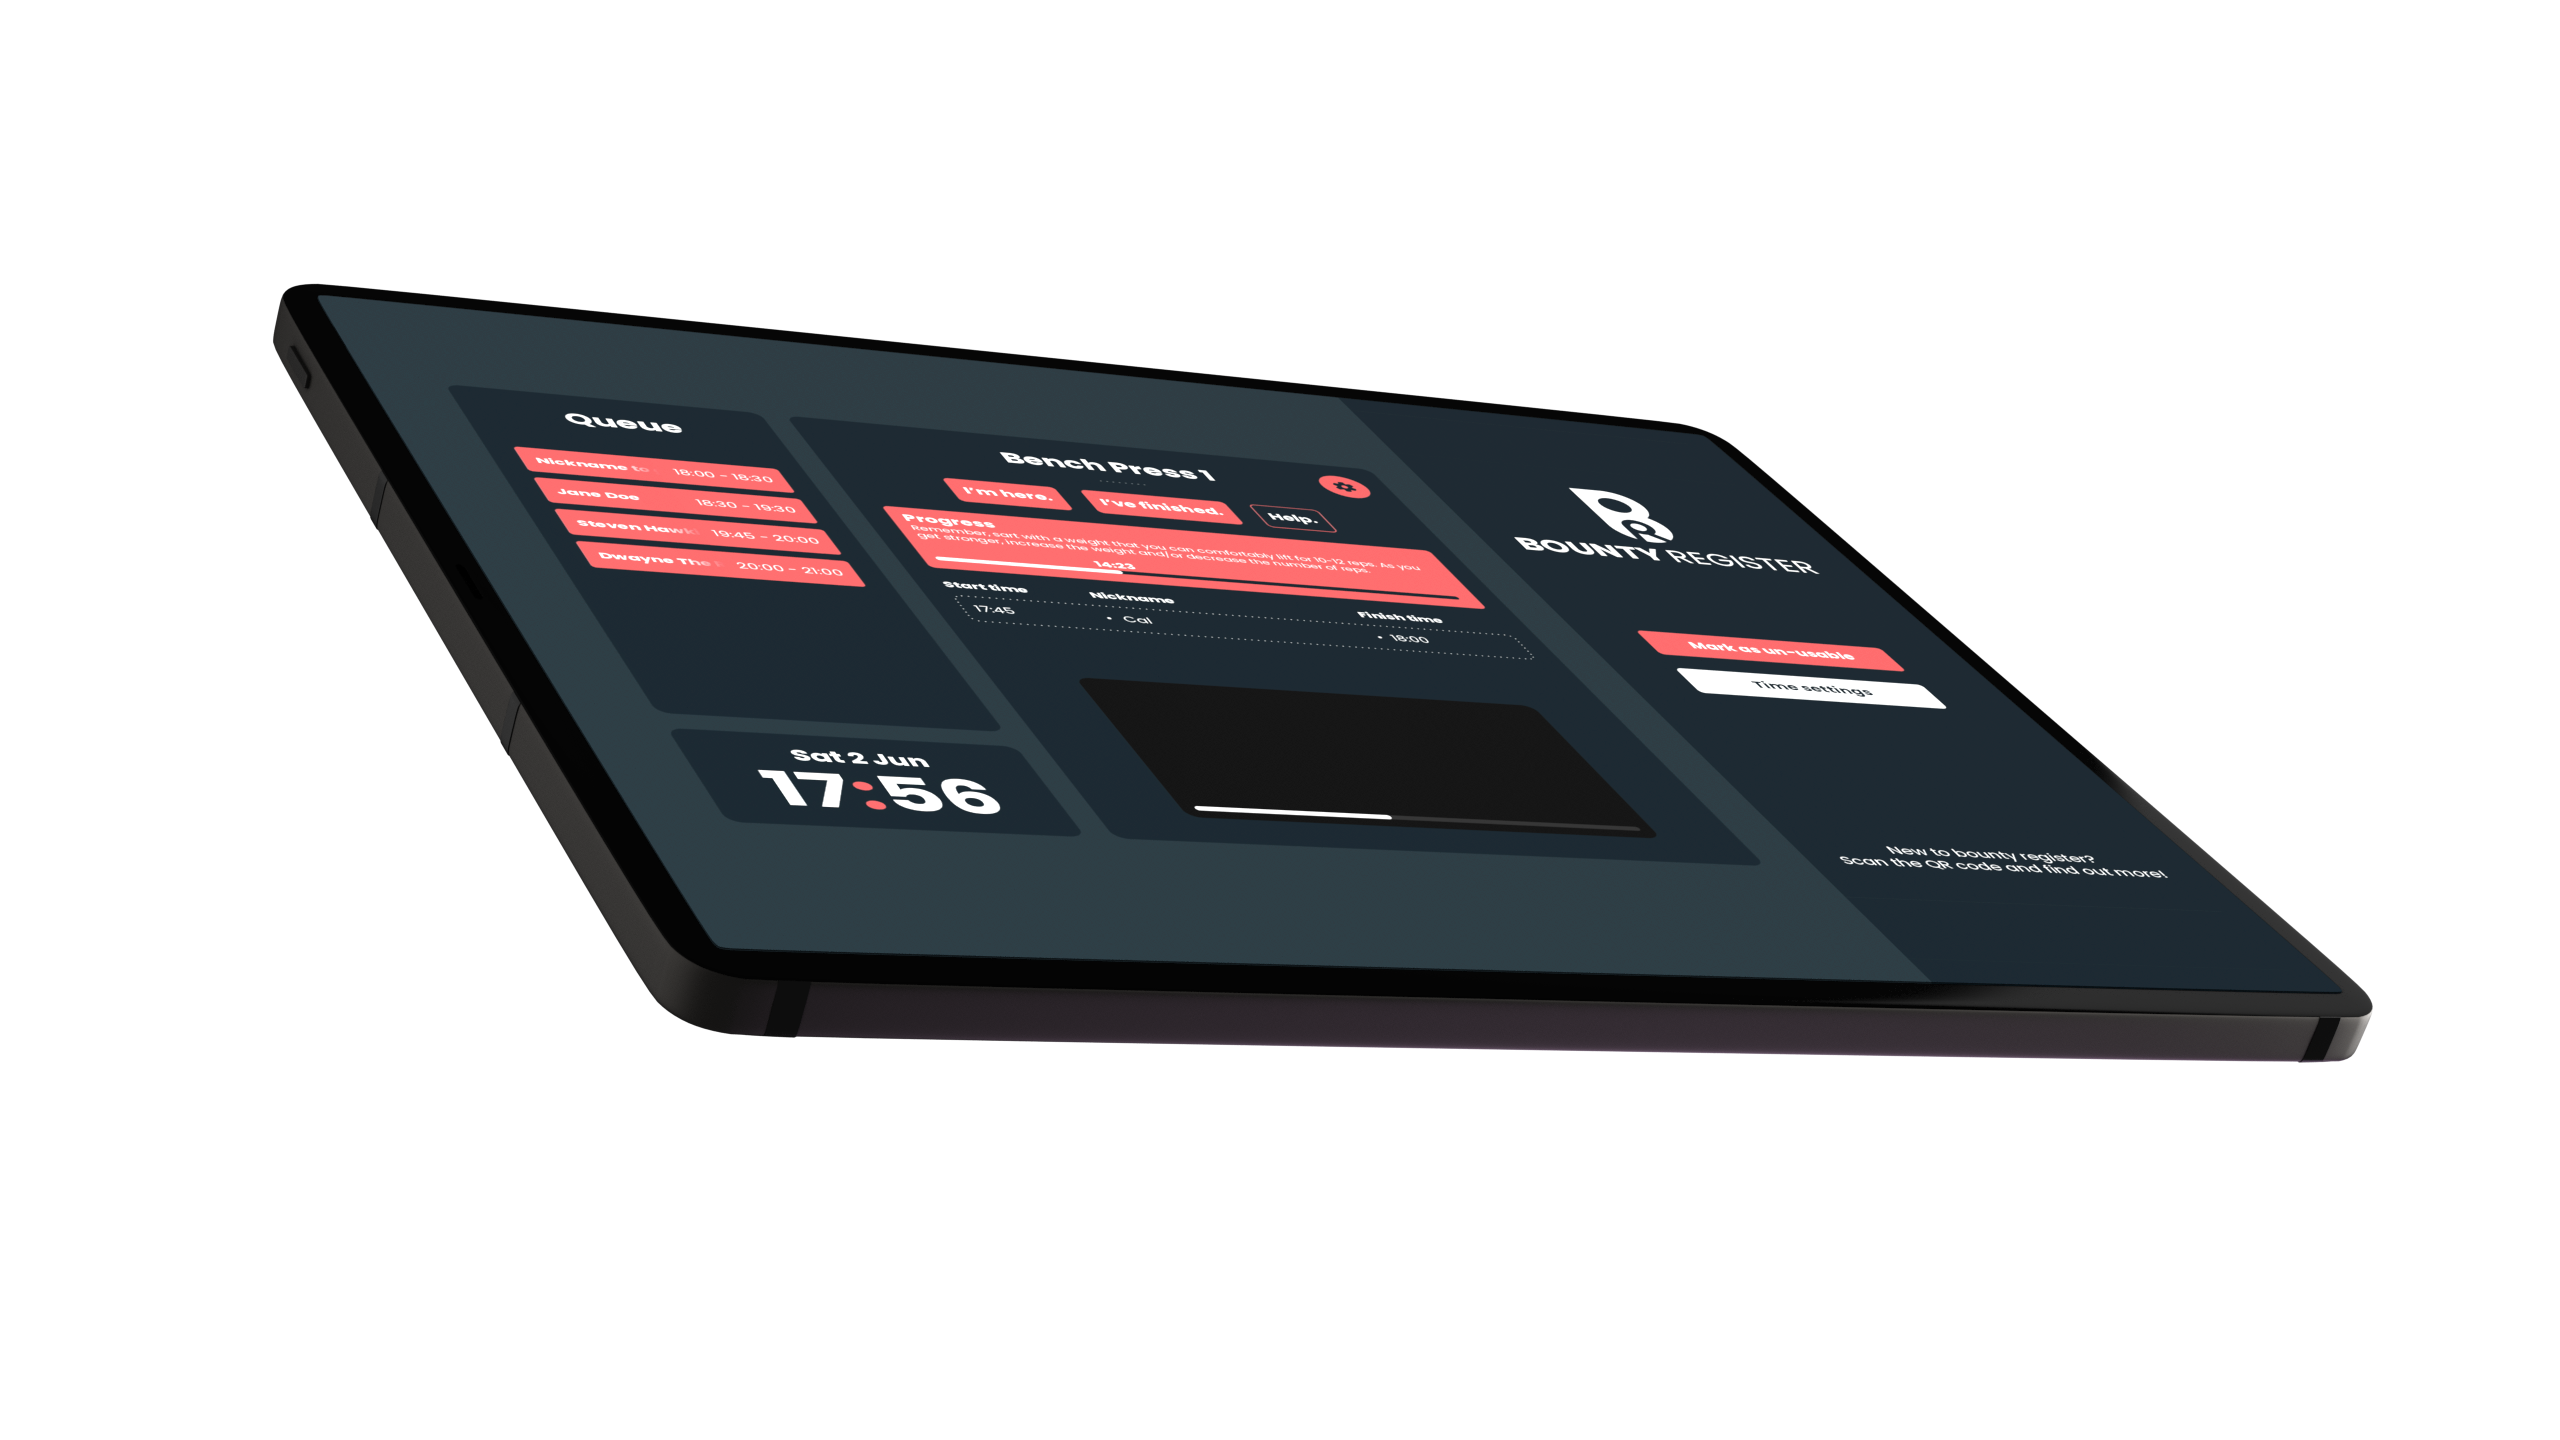 Queue
Nickname 18:00 - 18:30
Jane Doe 18:30 - 19:30
Steven 19:45 - 20:00
Dwayne The 20:00 - 21:00
Sat 2 Jun
17:56
Bench Press 1
I'm here. I've finished. Help.
Progress
Remember, sart with a weight that you can comfortably lift for 10-12 reps. As you
get stronger, increase the weight and/or decrease the number of reps.
14:23
Start time Nickname Finish time
17:45 • Cal • 18:00
BOUNTY REGISTER
Mark as un-usable
Time settings
New to bounty register?
Scan the QR code and find out more!